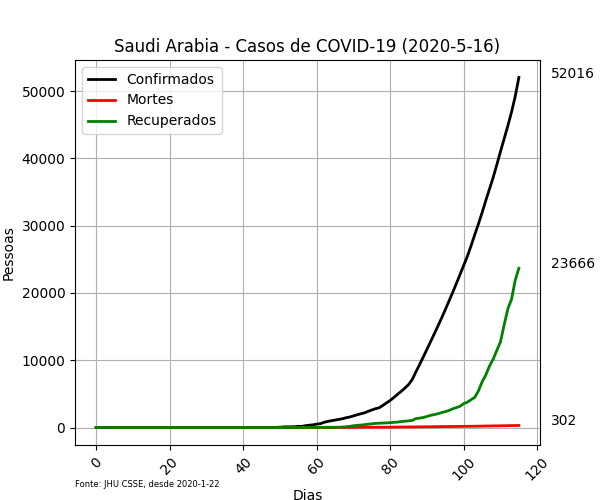 Saudi Arabia - Casos de COVID-19 (2020-5-16)
Confirmados
Mortes
Recuperados
Pessoas
50000
40000
30000
20000
10000
0
52016
23666
302
0 20 40 60 80 100 120
Dias
Fonte: JHU CSSE, desde 2020-1-22